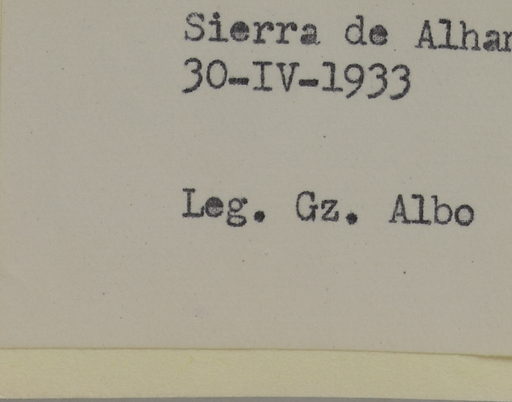 Sierra de Alhar
30-IV-1933
Leg. Gz. Albo